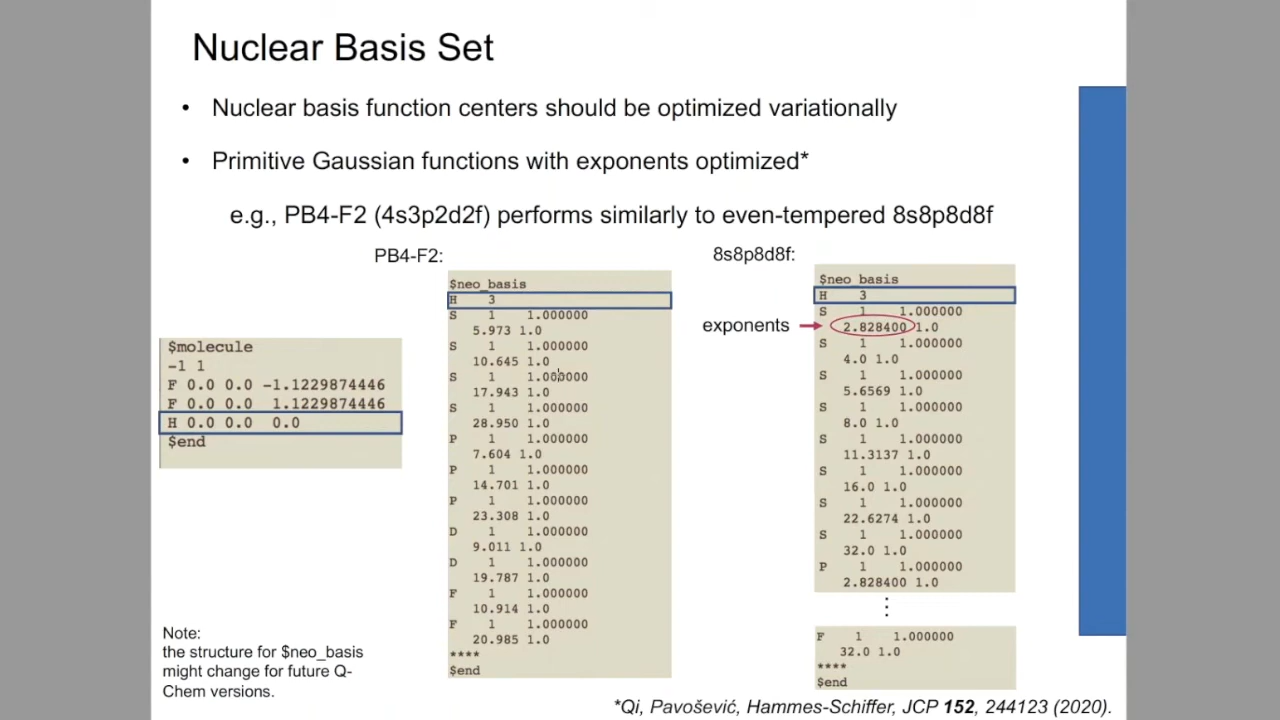 Nuclear Basis Set
• Nuclear basis function centers should be optimized variationally
• Primitive Gaussian functions with exponents optimized*
e.g., PB4-F2 (4s3p2d2f) performs similarly to even-tempered 8s8p8d8f
$molecule
-1 1
F 0.0 0.0 -1.1229874446
F 0.0 0.0 1.1229874446
H 0.0 0.0 0.0
$end
Note:
the structure for $neo_basis
might change for future Q-
Chem versions.
PB4-F2:
$neo_basis
H 3
S 1 1.000000
5.973 1.0
S 1 1.000000
10.645 1.0
S 1 1.000000
17.943 1.0
S 1 1.000000
28.950 1.0
P 1 1.000000
7.604 1.0
P 1 1.000000
14.701 1.0
P 1 1.000000
23.308 1.0
D 1 1.000000
9.011 1.0
D 1 1.000000
19.787 1.0
F 1 1.000000
10.914 1.0
F 1 1.000000
20.985 1.0
****
$end
8s8p8d8f:
exponents
$neo_basis
H 3
S 1 1.000000
2.828400 1.0
S 1 1.000000
4.0 1.0
S 1 1.000000
5.6569 1.0
S 1 1.000000
8.0 1.0
S 1 1.000000
11.3137 1.0
S 1 1.000000
16.0 1.0
S 1 1.000000
22.6274 1.0
S 1 1.000000
32.0 1.0
P 1 1.000000
2.828400 1.0
⋮
F 1 1.000000
32.0 1.0
****
$end
*Qi, Pavošević, Hammes-Schiffer, JCP 152, 244123 (2020).